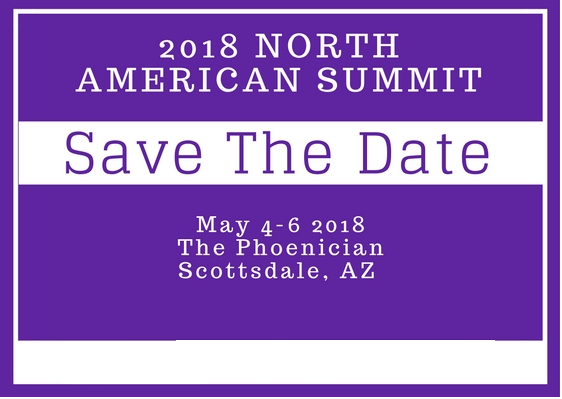 2018 NORTH
AMERICAN SUMMIT
Save The Date
May 4-6 2018
The Phoenician
Scottsdale, AZ